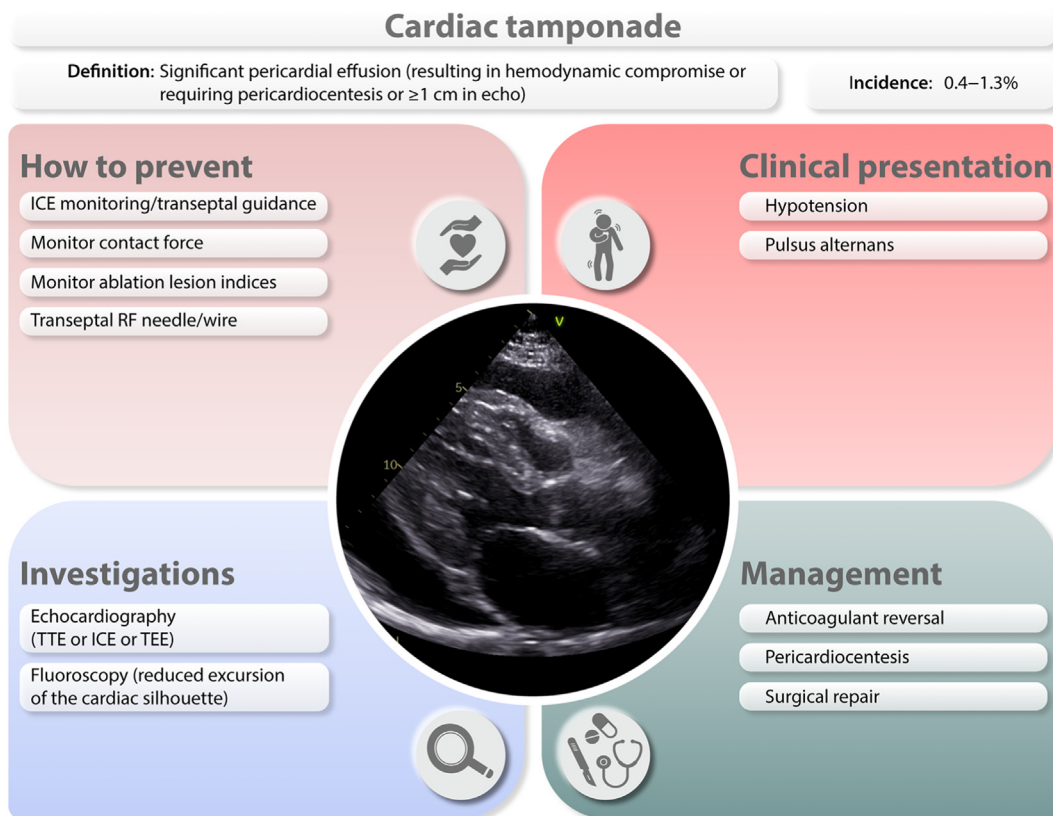 Cardiac tamponade
Definition: Significant pericardial effusion (resulting in hemodynamic compromise or
requiring pericardiocentesis or ≥1 cm in echo)
Incidence: 0.4–1.3%
How to prevent
ICE monitoring/transeptal guidance
Monitor contact force
Monitor ablation lesion indices
Transeptal RF needle/wire
Clinical presentation
Hypotension
Pulsus alternans
V
5
10
Investigations
Echocardiography
(TTE or ICE or TEE)
Fluoroscopy (reduced excursion
of the cardiac silhouette)
Management
Anticoagulant reversal
Pericardiocentesis
Surgical repair